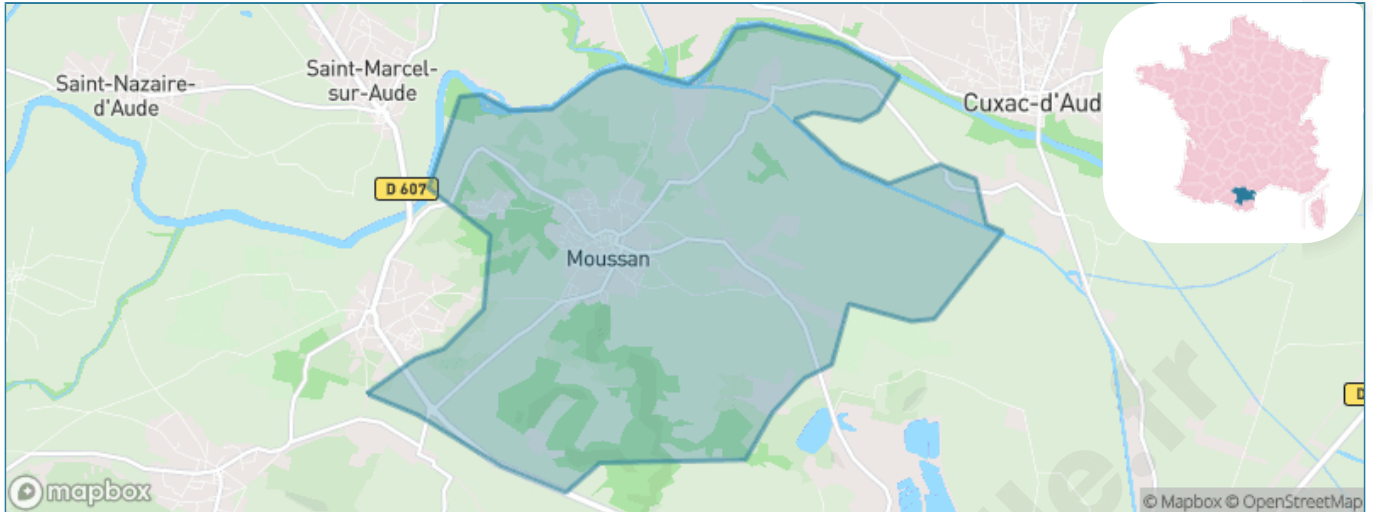 Saint-Nazaire-
d'Aude
Saint-Marcel-
sur-Aude
Cuxac-d'Aud
D 607
Moussan
D
mapbox
© Mapbox © OpenStreetMap